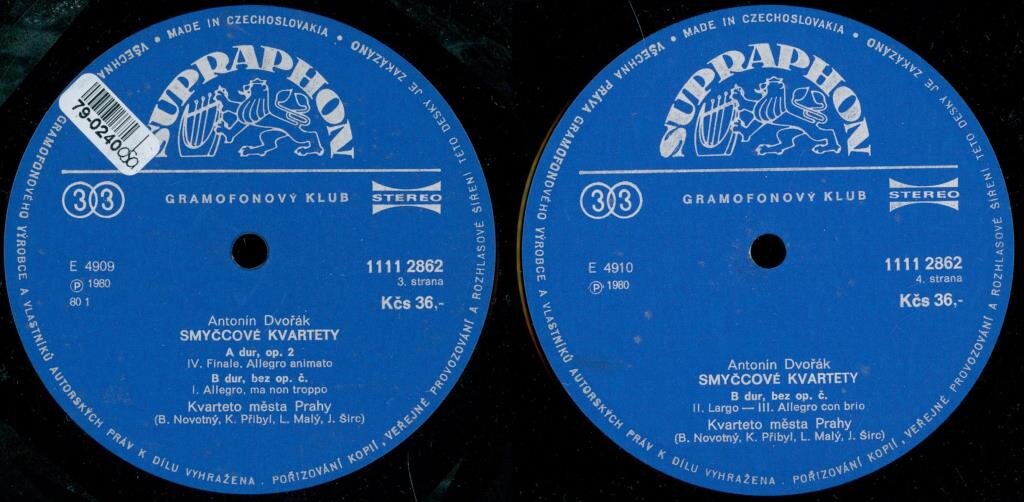 VŠECHNA PRÁVA GRAMOFONOVÉHO VÝROBCE A VLASTNÍKŮ AUTORSKÝCH PRÁV K DÍLU VYHRAŽENA . POŘIZOVÁNÍ KOPIÍ, VEŘEJNÉ PROVOZOVÁNÍ A ROZHLASOVÉ ŠÍŘENÍ TÉTO DESKY JE ZAKÁZÁNO • MADE IN CZECHOSLOVAKIA •
SUPRAPHON
79-0240
33
GRAMOFONOVÝ KLUB
STEREO
E 4909
Ⓟ 1980
80 1
1111 2862
3. strana
Kčs 36,-
Antonín Dvořák
SMYČCOVÉ KVARTETY
A dur, op. 2
IV. Finale. Allegro animato
B dur, bez op. č.
I. Allegro, ma non troppo
Kvarteto města Prahy
(B. Novotný, K. Přibyl, L. Malý, J. Širc)
VŠECHNA PRÁVA GRAMOFONOVÉHO VÝROBCE A VLASTNÍKŮ AUTORSKÝCH PRÁV K DÍLU VYHRAŽENA . POŘIZOVÁNÍ KOPIÍ, VEŘEJNÉ PROVOZOVÁNÍ A ROZHLASOVÉ ŠÍŘENÍ TÉTO DESKY JE ZAKÁZÁNO • MADE IN CZECHOSLOVAKIA •
SUPRAPHON
33
GRAMOFONOVÝ KLUB
STEREO
E 4910
Ⓟ 1980
1111 2862
4. strana
Kčs 36,-
Antonín Dvořák
SMYČCOVÉ KVARTETY
B dur, bez op. č.
II. Largo — III. Allegro con brio
Kvarteto města Prahy
(B. Novotný, K. Přibyl, L. Malý, J. Širc)